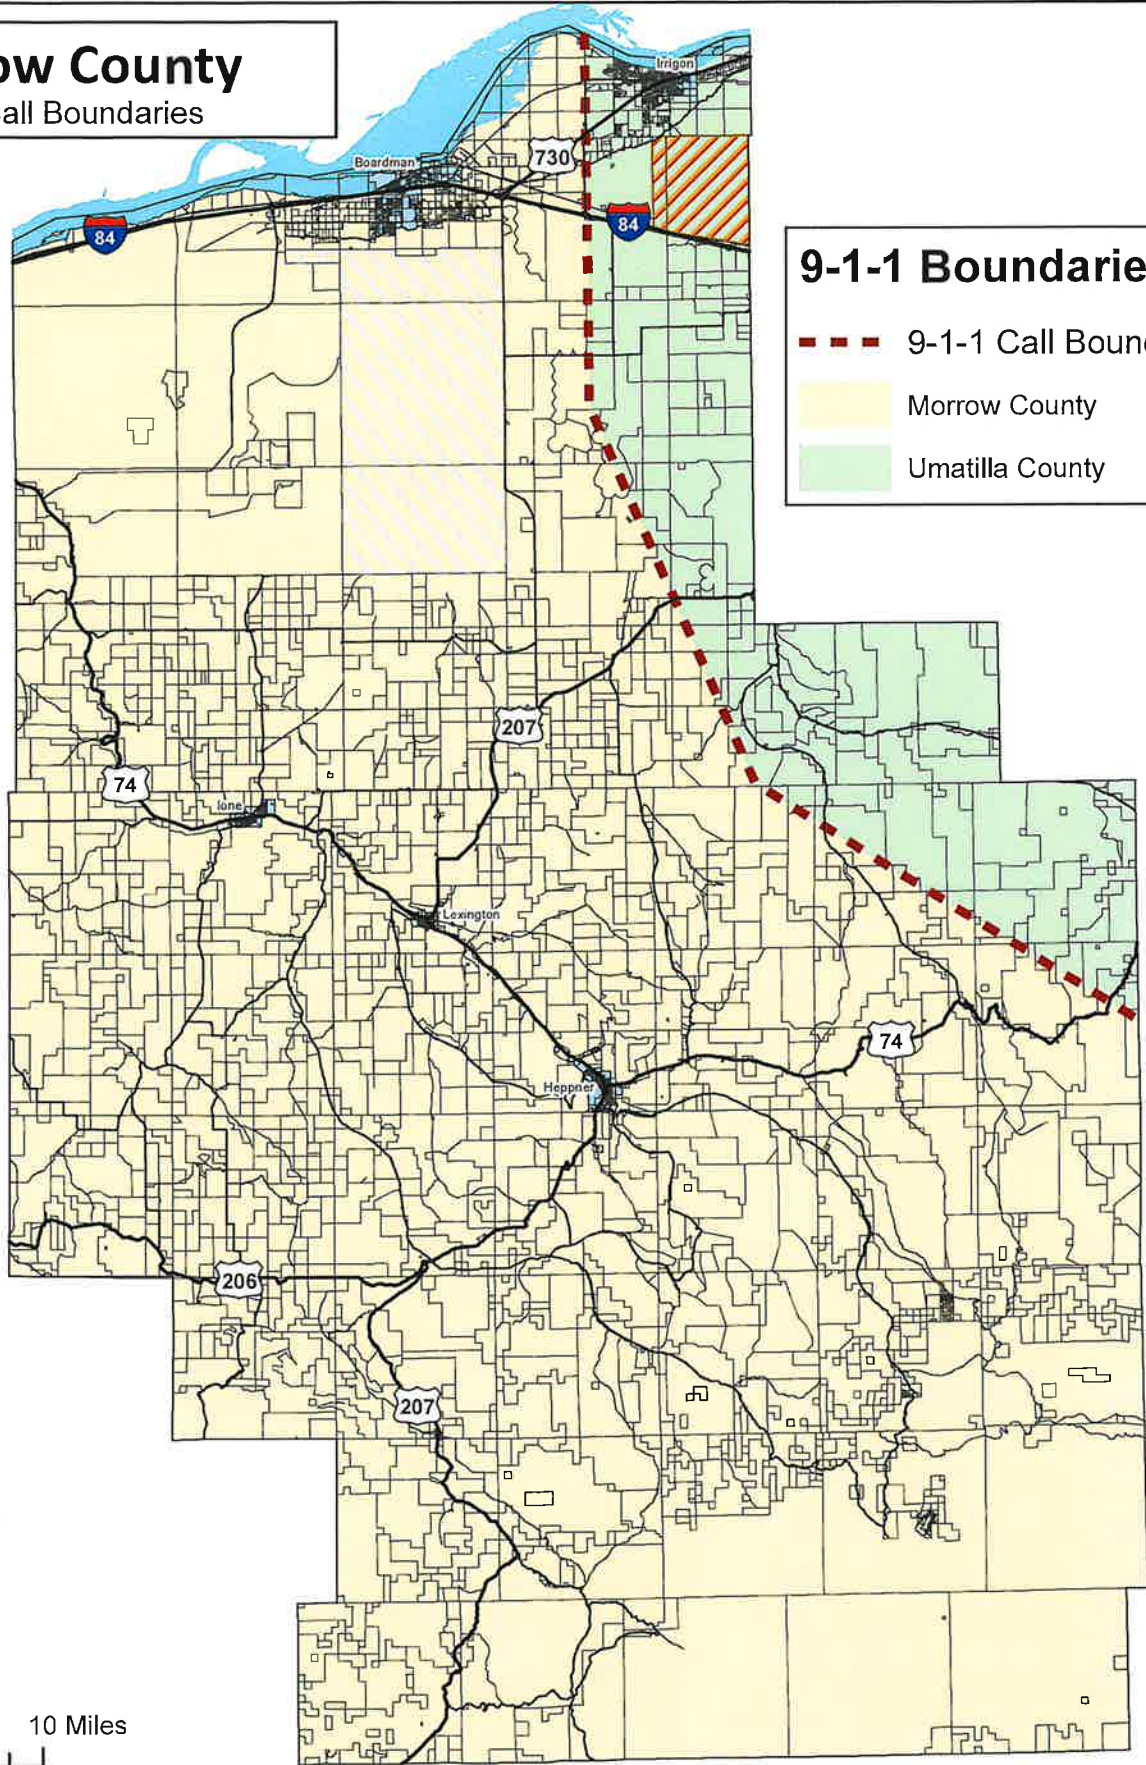 ow County
all Boundaries
Irrigon
730
Boardman
84
84
9-1-1 Boundarie
9-1-1 Call Boun
Morrow County
Umatilla County
207
74
Ione
Lexington
74
Heppner
206
207
10 Miles